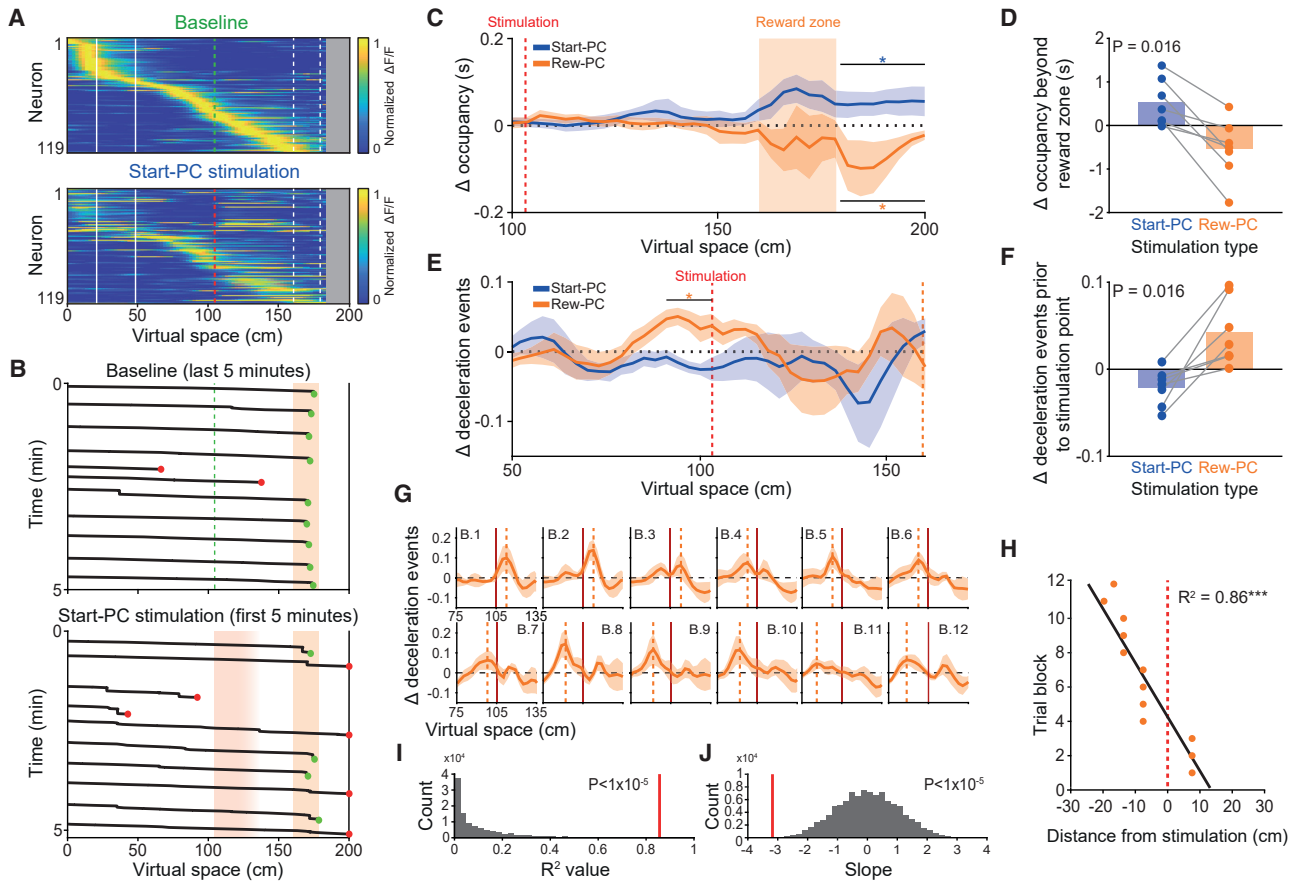 A
Baseline
1
Neuron
119
1
Normalized ΔF/F
0
Start-PC stimulation
1
Neuron
119
1
Normalized ΔF/F
0
0 50 100 150 200
Virtual space (cm)
B
Baseline (last 5 minutes)
0
Time (min)
5
Start-PC stimulation (first 5 minutes)
0
Time (min)
5
0 50 100 150 200
Virtual space (cm)
C
Stimulation
Reward zone
Start-PC
Rew-PC
*
*
0.2
0
-0.2
Δ occupancy (s)
100 150 200
Virtual space (cm)
D
P = 0.016
2
1
0
-1
-2
Δ occupancy beyond
reward zone (s)
Start-PC Rew-PC
Stimulation type
E
Stimulation
Start-PC
Rew-PC
*
0.1
0
-0.1
Δ deceleration events
50 100 150
Virtual space (cm)
F
P = 0.016
0.1
0
-0.1
Δ deceleration events prior
to stimulation point
Start-PC Rew-PC
Stimulation type
G
Δ deceleration events
B.1 B.2 B.3 B.4 B.5 B.6
0.2
0.1
0
-0.1
75 105 135
B.7 B.8 B.9 B.10 B.11 B.12
0.2
0.1
0
-0.1
75 105 135
Virtual space (cm)
H
R² = 0.86***
12
10
8
6
4
2
0
Trial block
-30 -20 -10 0 10 20 30
Distance from stimulation (cm)
I
x10⁴
P<1x10⁻⁵
4
3
2
1
0
Count
0 0.2 0.4 0.6 0.8 1
R² value
J
x10⁴
P<1x10⁻⁵
1
0.8
0.6
0.4
0.2
0
Count
-4 -3 -2 -1 0 1 2 3 4
Slope